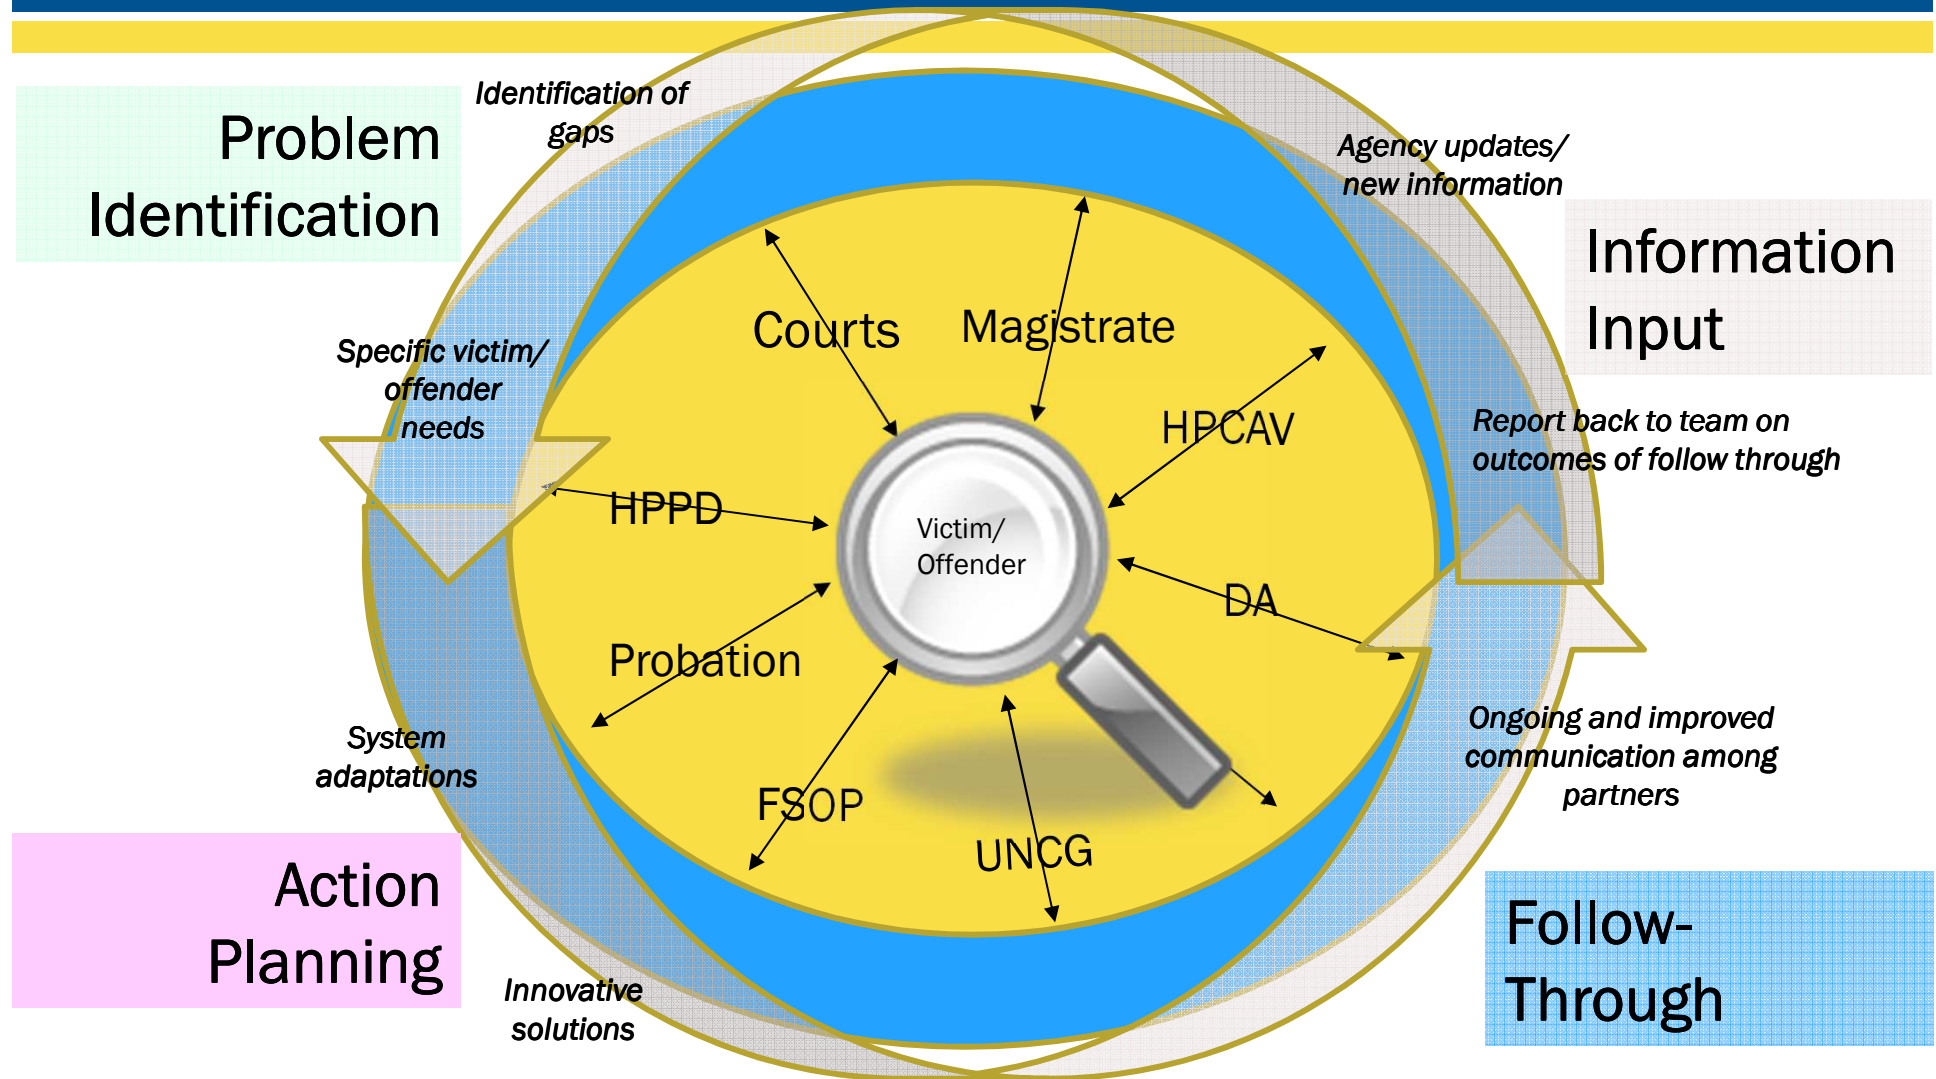 Identification of
gaps
Problem
Identification
Agency updates/
new information
Information
Input
Courts
Magistrate
Specific victim/
offender
needs
HPCAV
Report back to team on
outcomes of follow through
HPPD
Victim/
Offender
DA
Probation
System
adaptations
Ongoing and improved
communication among
partners
FSOP
UNCG
Action
Planning
Follow-
Through
Innovative
solutions